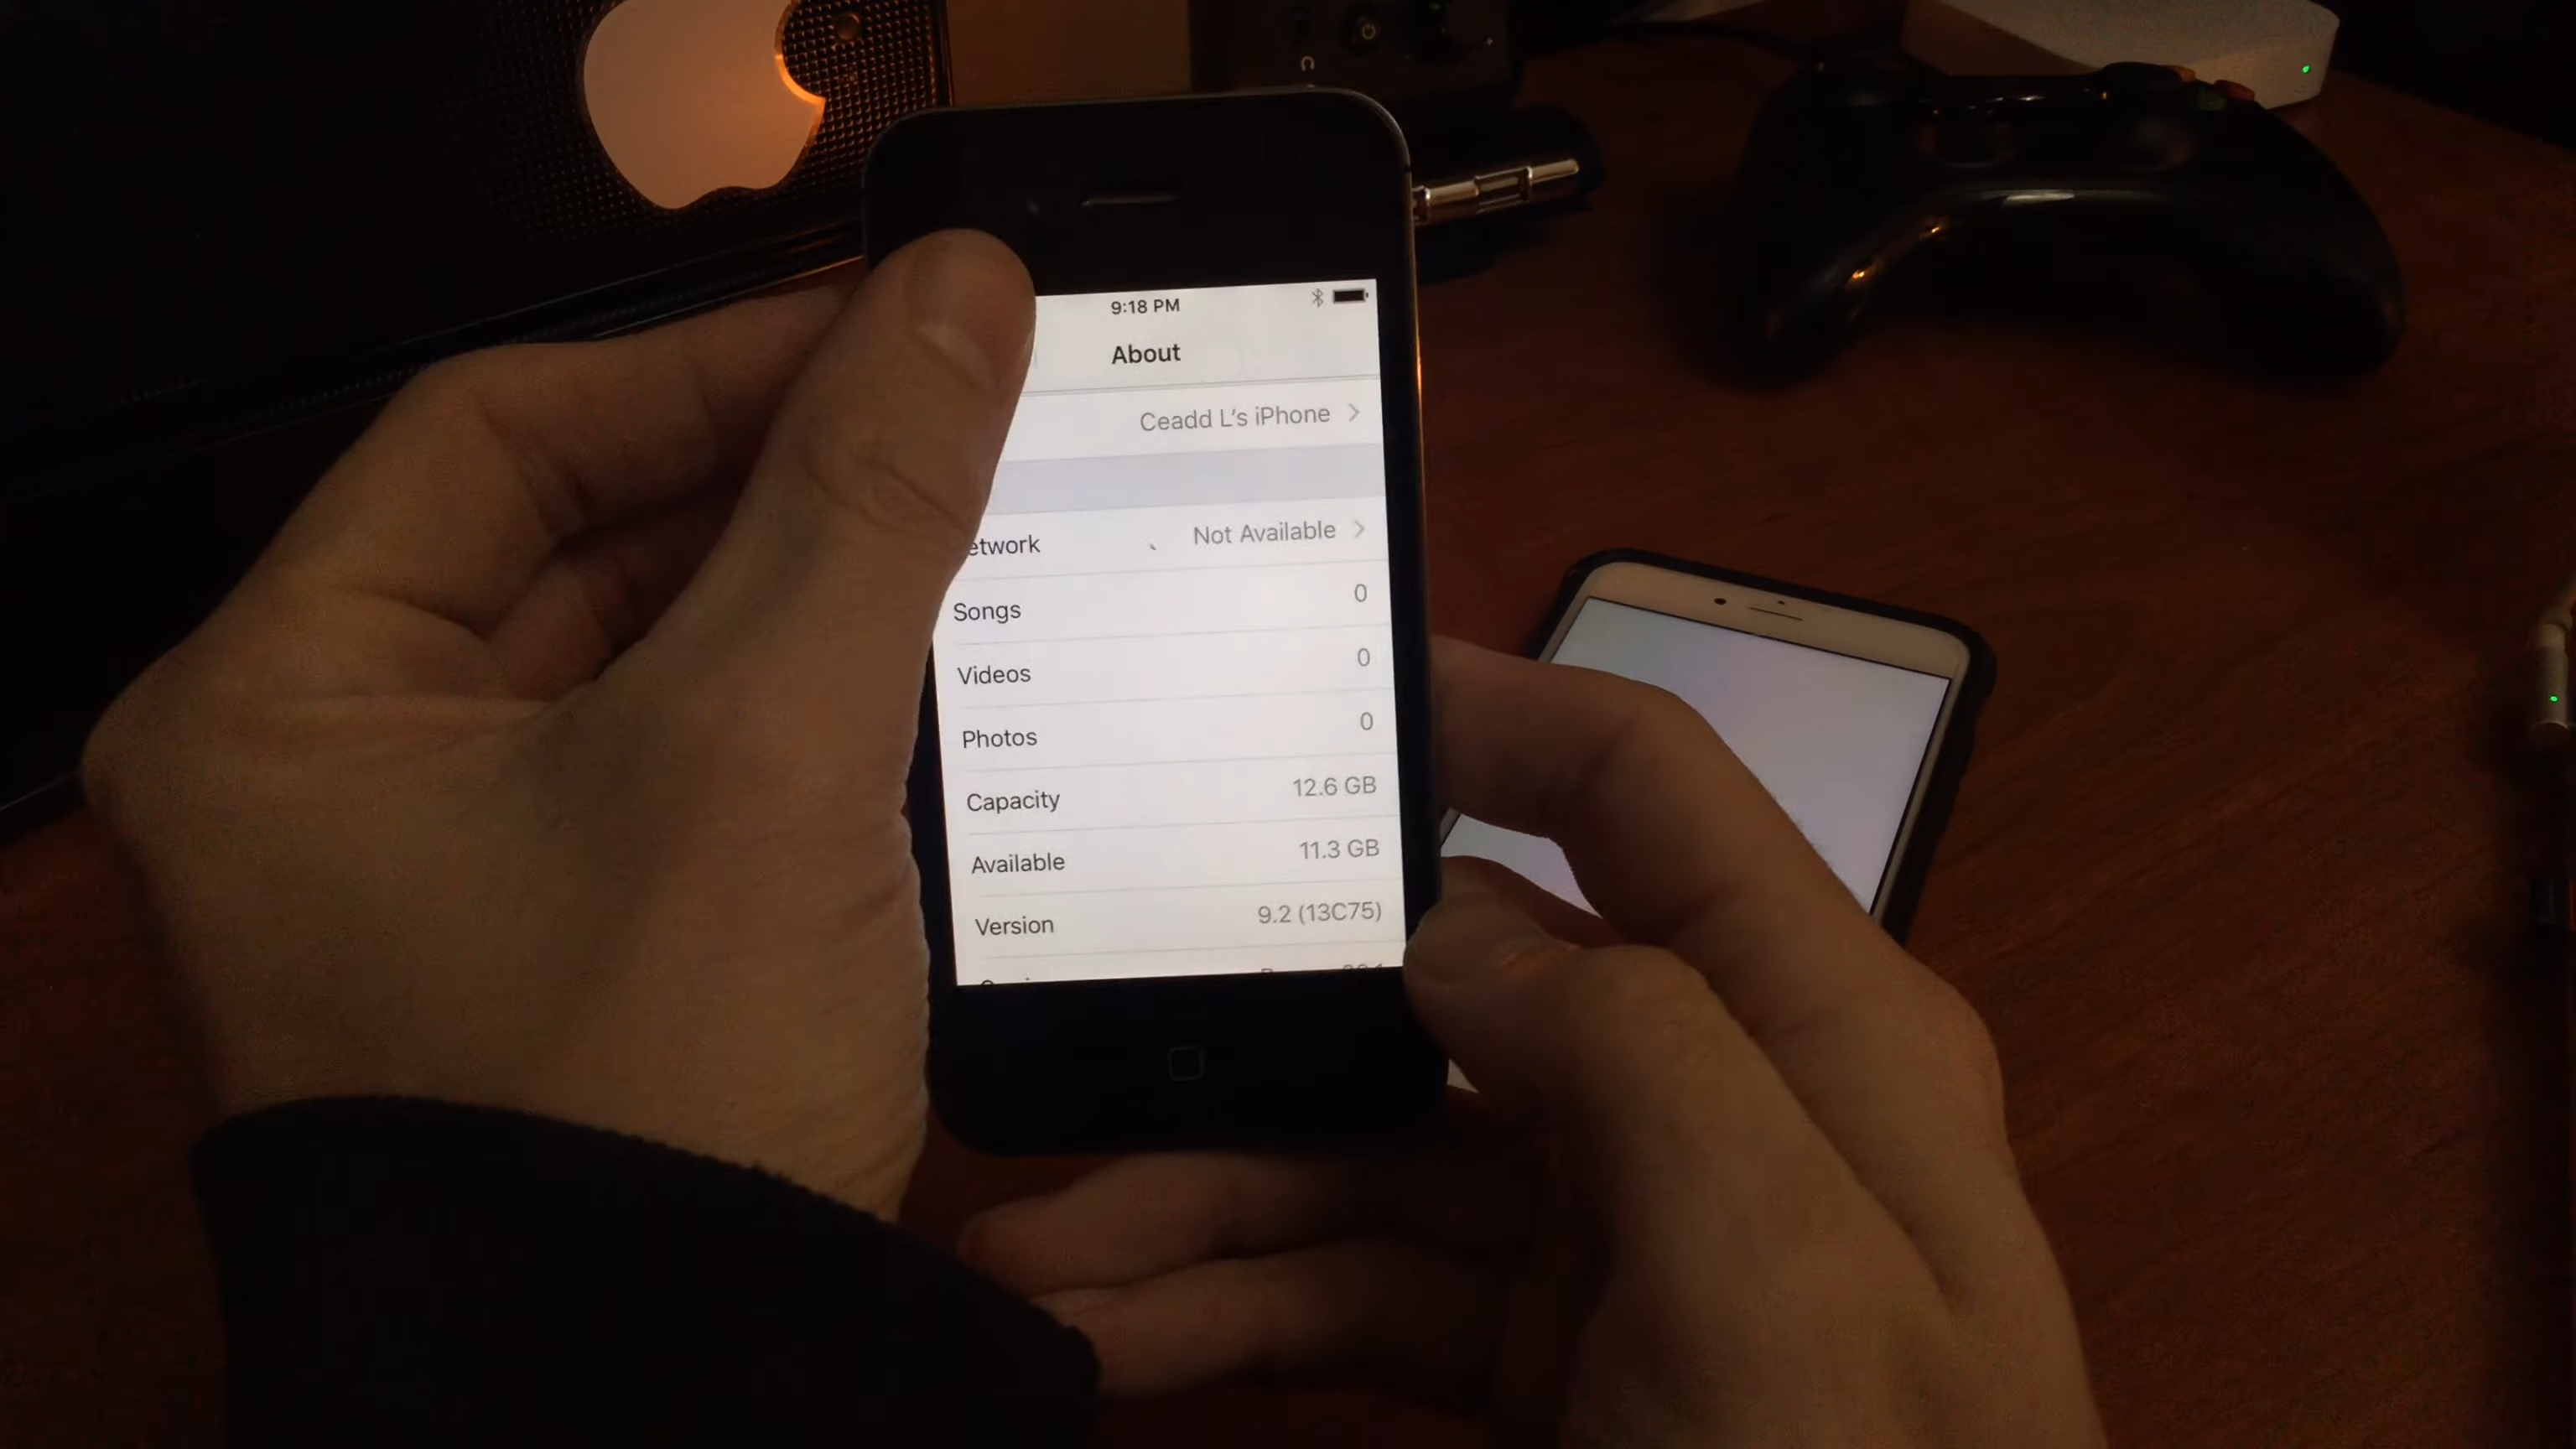 9:18 PM
About
Ceadd L's iPhone
etwork Not Available
Songs 0
Videos 0
Photos 0
Capacity 12.6 GB
Available 11.3 GB
Version 9.2 (13C75)